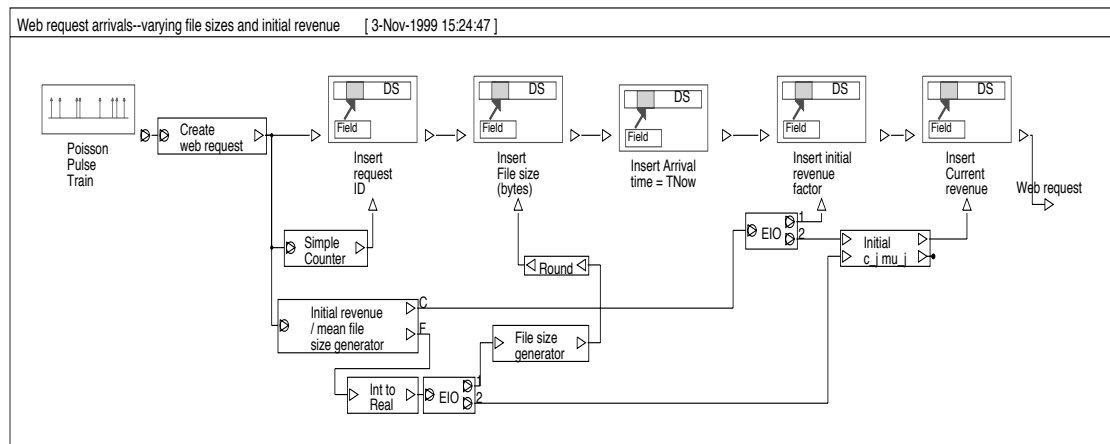 Web request arrivals--varying file sizes and initial revenue [ 3-Nov-1999 15:24:47 ]
Poisson
Pulse
Train
Create
web request
DS
Field
Insert
request
ID
DS
Field
Insert
File size
(bytes)
DS
Field
Insert Arrival
time = TNow
DS
Field
Insert initial
revenue
factor
DS
Field
Insert
Current
revenue
Web request
Simple
Counter
EIO
1
2
Initial
c_j mu_j
Round
Initial revenue
/ mean file
size generator
C
F
File size
generator
Int to
Real
EIO
1
2